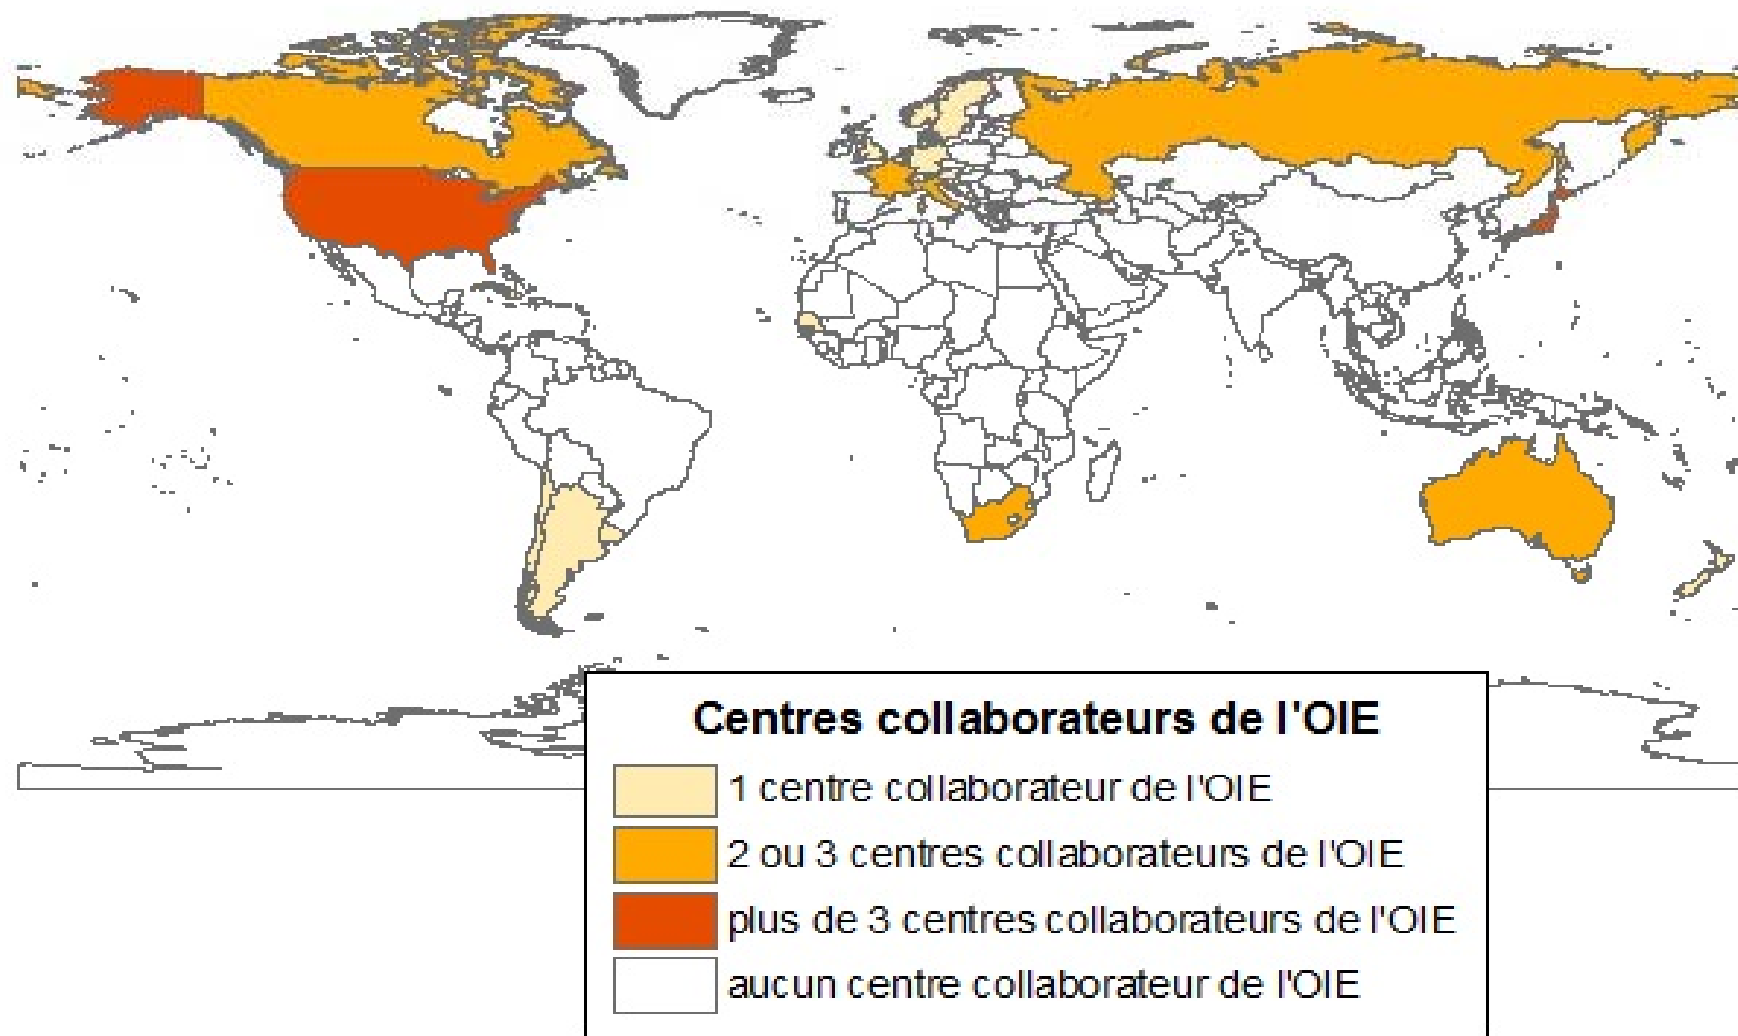 Centres collaborateurs de l'OIE
1 centre collaborateur de l'OIE
2 ou 3 centres collaborateurs de l'OIE
plus de 3 centres collaborateurs de l'OIE
aucun centre collaborateur de l'OIE